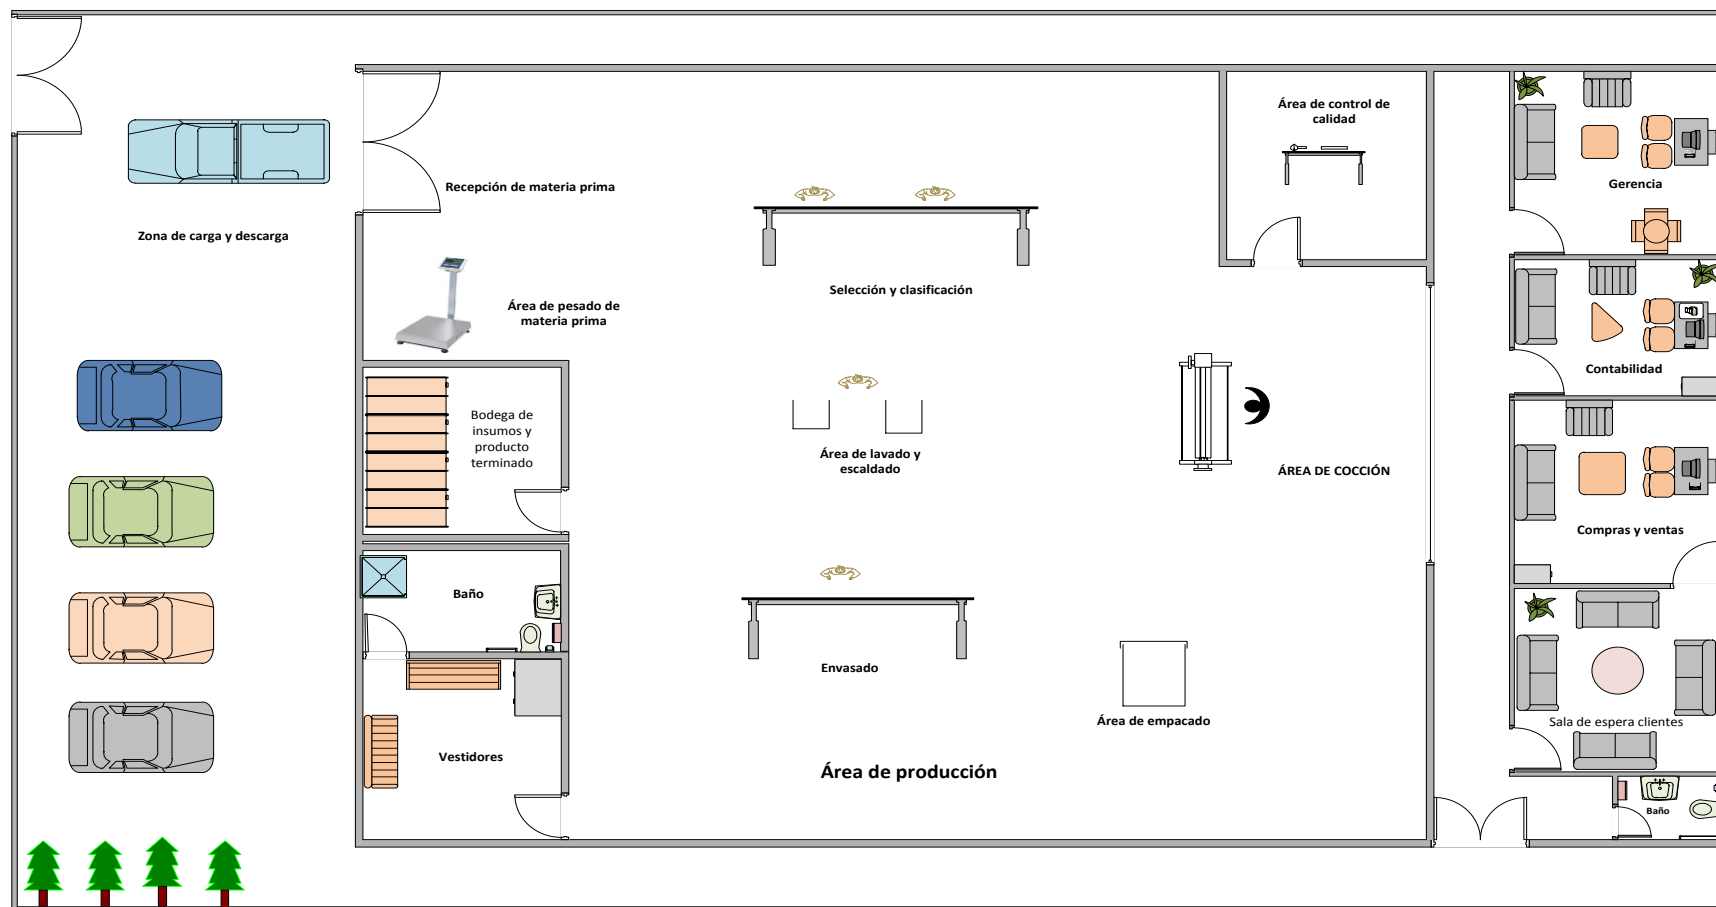 Área de control de
calidad
Recepción de materia prima
Gerencia
Zona de carga y descarga
Selección y clasificación
Área de pesado de
materia prima
Contabilidad
Bodega de
insumos y
producto
terminado
Área de lavado y
escaldado
ÁREA DE COCCIÓN
Compras y ventas
Baño
Envasado
Área de empacado
Sala de espera clientes
Vestidores
Área de producción
Baño